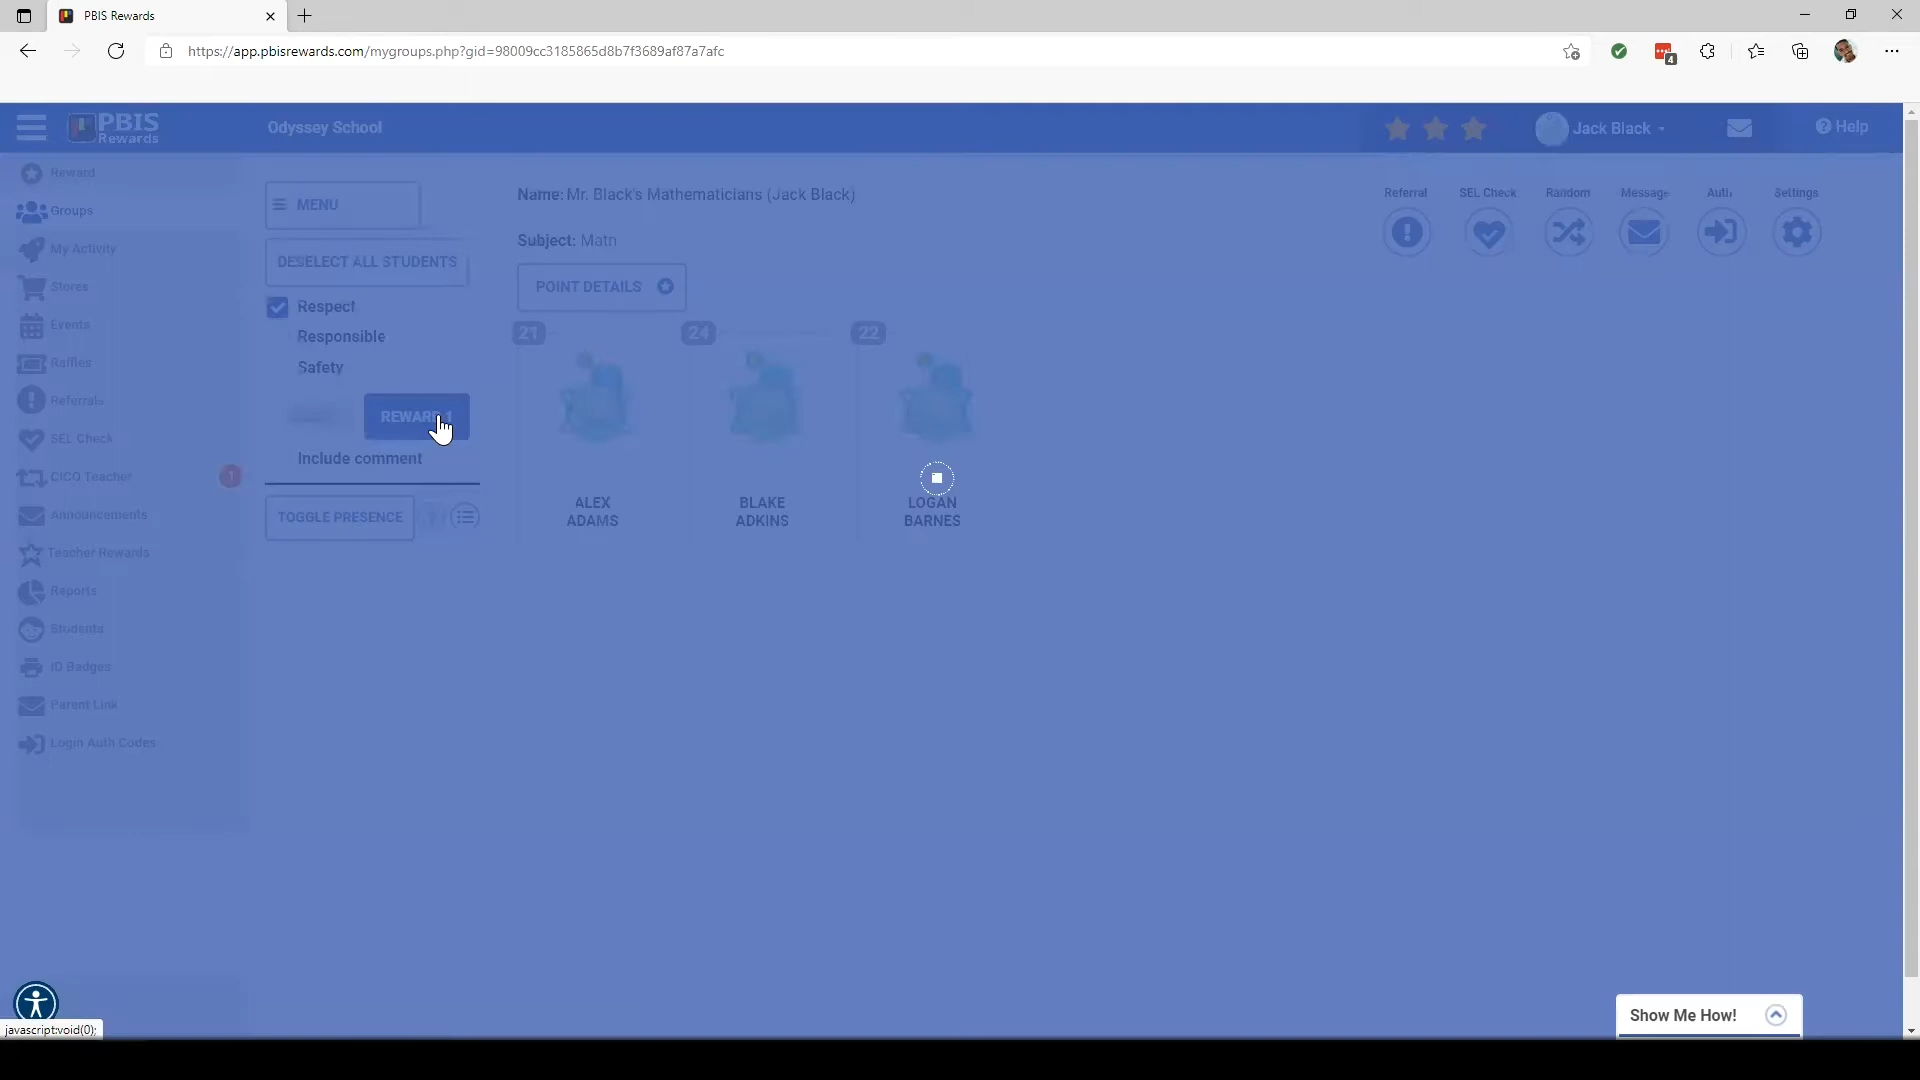 PBIS Rewards
https://app.pbisrewards.com/mygroups.php?gid=98009cc3185865d8b7f3689af87a7afc
4
PBIS
Rewards
Odyssey School
Jack Black
Help
Reward
Groups
My Activity
Stores
Events
Raffles
Referrals
SEL Check
CICO Teacher
1
Announcements
Teacher Rewards
Reports
Students
ID Badges
Parent Link
Login Auth Codes
MENU
DESELECT ALL STUDENTS
Respect
Responsible
Safety
REWARD 1
Include comment
TOGGLE PRESENCE
Name: Mr. Black's Mathematicians (Jack Black)
Subject: Math
POINT DETAILS
Referral
SEL Check
Random
Message
Auth
Settings
21
24
22
ALEX
ADAMS
BLAKE
ADKINS
LOGAN
BARNES
Show Me How!
javascript:void(0);